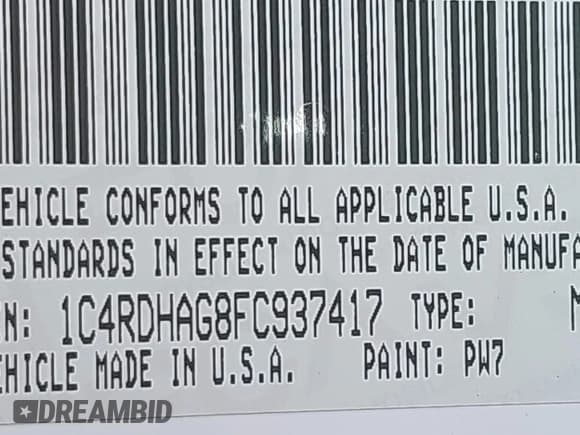 EHICLE CONFORMS TO ALL APPLICABLE U.S.A.
STANDARDS IN EFFECT ON THE DATE OF MANUFA
N: 1C4RDHAG8FC937417 TYPE: M
EHICLE MADE IN U.S.A. PAINT: PW7
DREAMBID